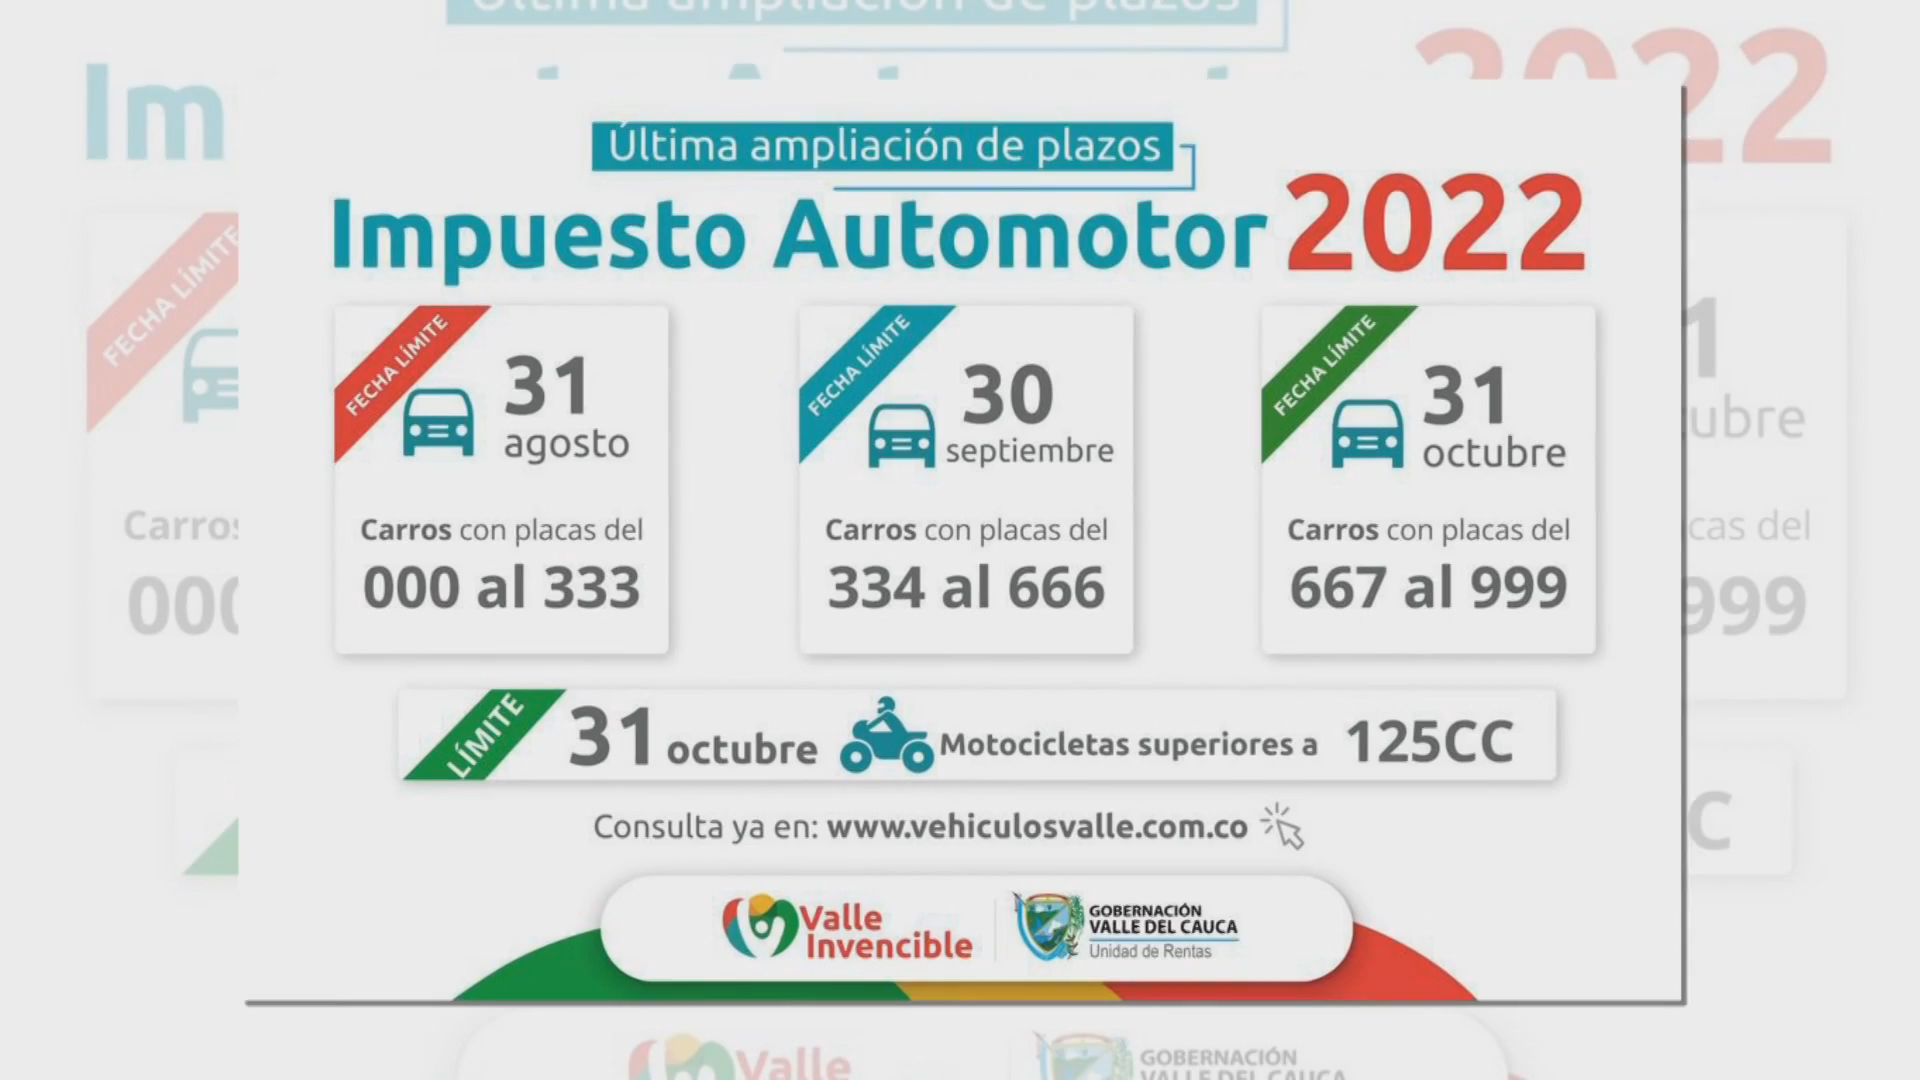 Última ampliación de plazos
Impuesto Automotor 2022
FECHA LÍMITE
31
agosto
Carros con placas del
000 al 333
FECHA LÍMITE
30
septiembre
Carros con placas del
334 al 666
FECHA LÍMITE
31
octubre
Carros con placas del
667 al 999
LÍMITE
31 octubre
Motocicletas superiores a 125CC
Consulta ya en: www.vehiculosvalle.com.co
Valle
Invencible
GOBERNACIÓN
VALLE DEL CAUCA
Unidad de Rentas